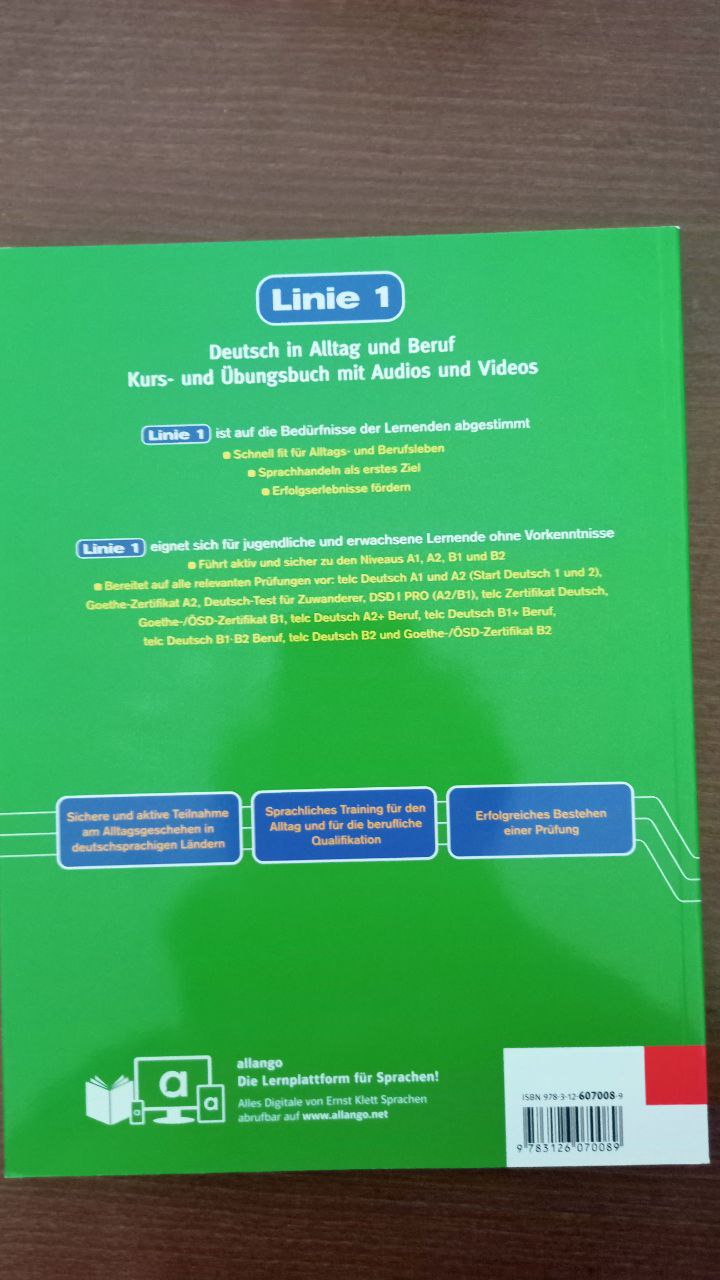 Linie 1
Deutsch in Alltag und Beruf
Kurs- und Übungsbuch mit Audios und Videos
Linie 1 ist auf die Bedürfnisse der Lernenden abgestimmt
Schnell fit für Alltags- und Berufsleben
Sprachhandeln als erstes Ziel
Erfolgserlebnisse fördern
Linie 1 eignet sich für jugendliche und erwachsene Lernende ohne Vorkenntnisse
Führt aktiv und sicher zu den Niveaus A1, A2, B1 und B2
Bereitet auf alle relevanten Prüfungen vor: telc Deutsch A1 und A2 (Start Deutsch 1 und 2),
Goethe-Zertifikat A2, Deutsch-Test für Zuwanderer, DSD I PRO (A2/B1), telc Zertifikat Deutsch,
Goethe-/ÖSD-Zertifikat B1, telc Deutsch A2+ Beruf, telc Deutsch B1+ Beruf,
telc Deutsch B1·B2 Beruf, telc Deutsch B2 und Goethe-/ÖSD-Zertifikat B2
Sichere und aktive Teilnahme
am Alltagsgeschehen in
deutschsprachigen Ländern
Sprachliches Training für den
Alltag und für die berufliche
Qualifikation
Erfolgreiches Bestehen
einer Prüfung
a
a
a
allango
Die Lernplattform für Sprachen!
Alles Digitale von Ernst Klett Sprachen
abrufbar auf www.allango.net
ISBN 978-3-12-607008-9
9 783126 070089